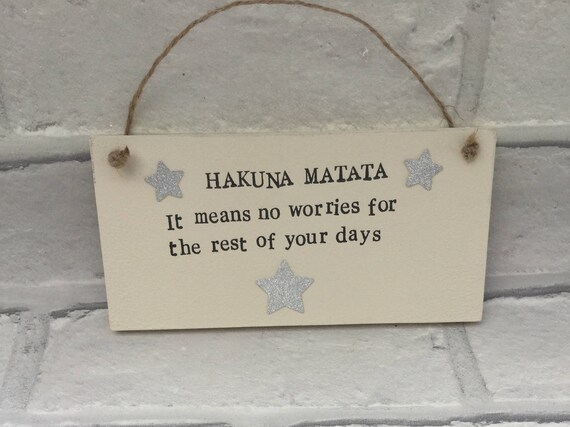 HAKUNA MATATA
It means no worries for
the rest of your days